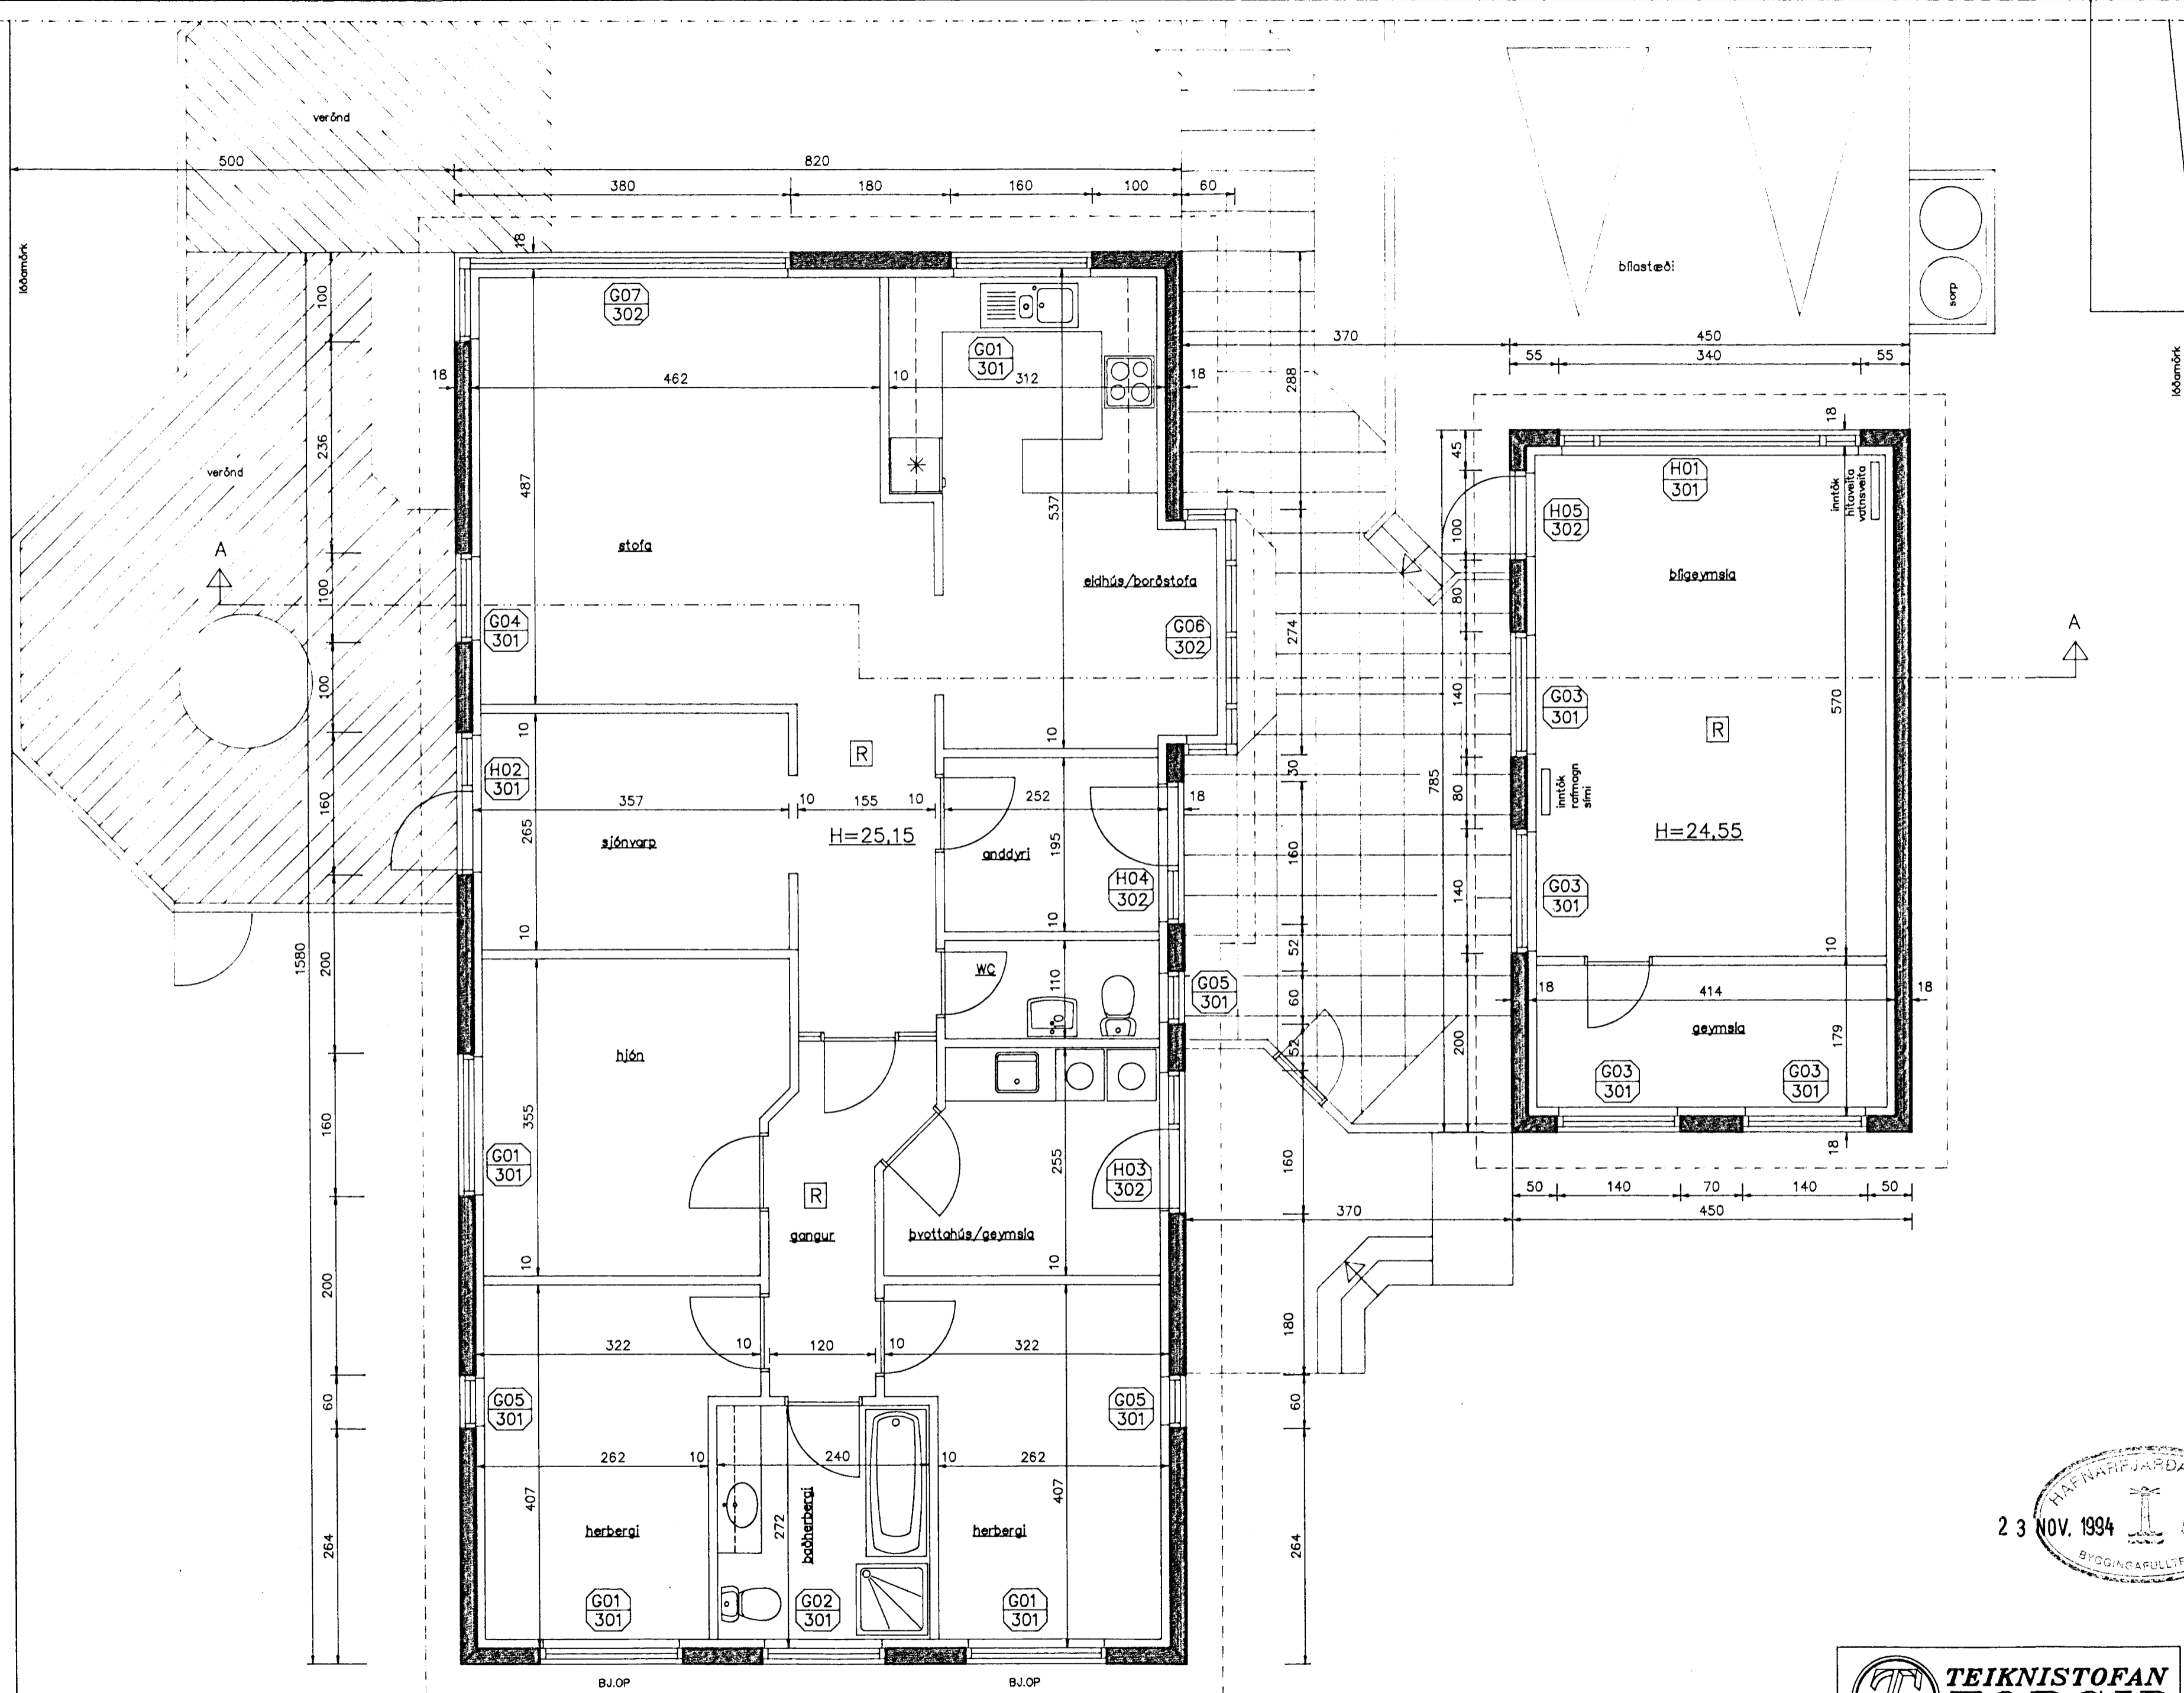 verönd
500
820
380
180
160
100
60
18
lóðamörk
bílastæði
sorp
lóðamörk
370
450
55
340
55
100
236
100
100
160
200
160
200
60
264
1580
verönd
A
G07
302
G01
301
18
462
10
312
18
487
537
stofa
eldhús/borðstofa
G04
301
G06
302
288
274
30
160
52
60
52
160
180
60
264
18
45
100
80
140
80
140
200
785
H01
301
inntök
hitaveita
vatnsveita
H05
302
bílgeymsla
A
G03
301
R
570
inntök
rafmagn
sími
H=24,55
G03
301
10
18
414
18
geymsla
179
G03
301
G03
301
18
50
140
70
140
50
370
450
10
R
10
H02
301
357
10
155
10
252
18
265
H=25,15
195
sjónvarp
anddyri
H04
302
10
10
WC
110
G05
301
10
hjón
355
G01
301
255
H03
302
R
gangur
þvottahús/geymsla
10
10
322
10
120
10
322
G05
301
G05
301
262
10
240
10
262
407
272
407
baðherbergi
herbergi
herbergi
G01
301
G02
301
G01
301
BJ.OP
BJ.OP
HAFNARFJARÐA
23 NOV. 1994
BYGGINGAFULLTR
TEIKNISTOFAN